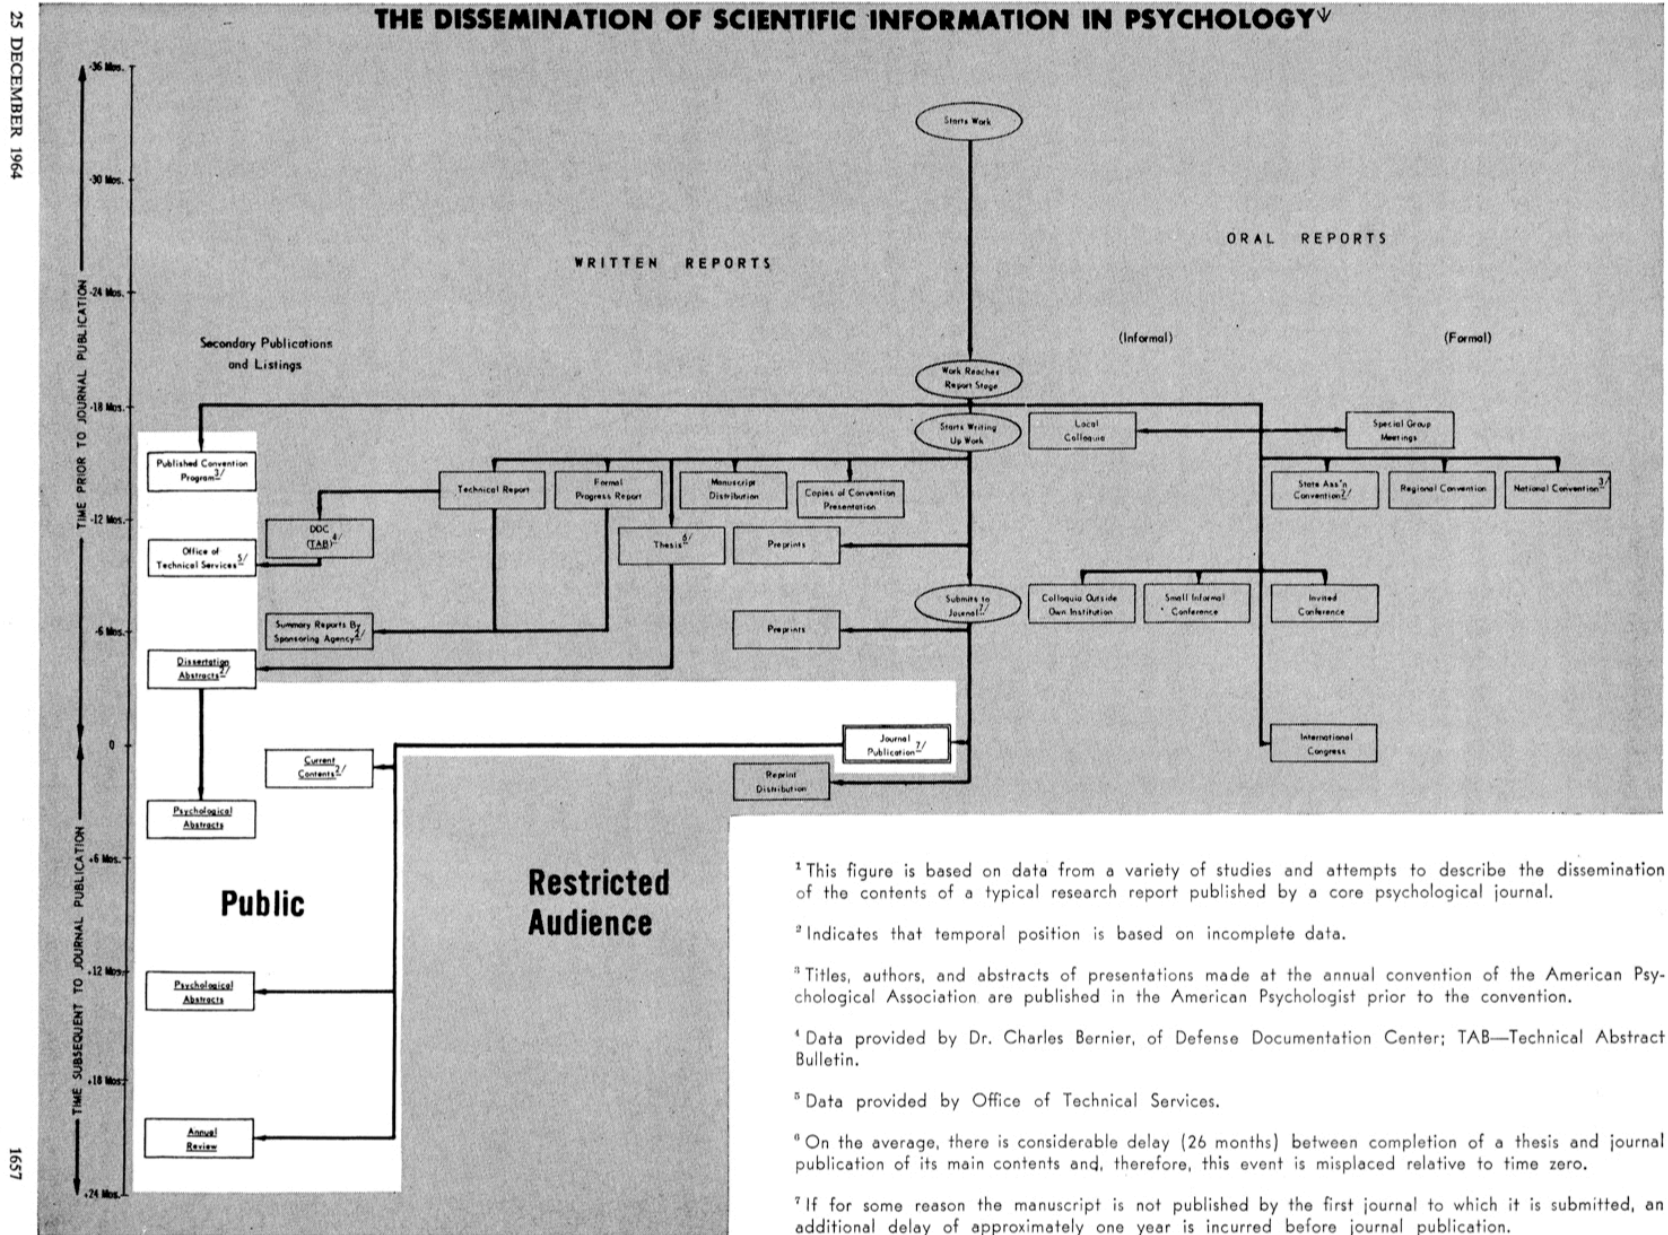 25 DECEMBER 1964
THE DISSEMINATION OF SCIENTIFIC INFORMATION IN PSYCHOLOGY 1/
-36 Mos.
Starts Work
-30 Mos.
ORAL REPORTS
WRITTEN REPORTS
-24 Mos.
TIME PRIOR TO JOURNAL PUBLICATION
Secondary Publications
and Listings
(Informal)
(Formal)
Work Reaches
Report Stage
-18 Mos.
Starts Writing
Up Work
Local
Colloquia
Special Group
Meetings
Published Convention
Program 3/
Technical Report
Formal
Progress Report
Manuscript
Distribution
Copies of Convention
Presentation
State Ass'n
Convention 2/
Regional Convention
National Convention 3/
-12 Mos.
DDC
(TAB) 4/
Office of
Technical Services 5/
Thesis 6/
Preprints
Submits to
Journal 7/
Colloquia Outside
Own Institution
Small Informal
Conference
Invited
Conference
-6 Mos.
Summary Reports By
Sponsoring Agency 2/
Preprints
Dissertation
Abstracts 2/
0
Journal
Publication 7/
International
Congress
Current
Contents 2/
Reprint
Distribution
Psychological
Abstracts
+6 Mos.
TIME SUBSEQUENT TO JOURNAL PUBLICATION
Public
Restricted
Audience
+12 Mos.
Psychological
Abstracts
+18 Mos.
Annual
Review
+24 Mos.
1 This figure is based on data from a variety of studies and attempts to describe the dissemination
of the contents of a typical research report published by a core psychological journal.
2 Indicates that temporal position is based on incomplete data.
3 Titles, authors, and abstracts of presentations made at the annual convention of the American Psy-
chological Association are published in the American Psychologist prior to the convention.
4 Data provided by Dr. Charles Bernier, of Defense Documentation Center; TAB—Technical Abstract
Bulletin.
5 Data provided by Office of Technical Services.
6 On the average, there is considerable delay (26 months) between completion of a thesis and journal
publication of its main contents and, therefore, this event is misplaced relative to time zero.
7 If for some reason the manuscript is not published by the first journal to which it is submitted, an
additional delay of approximately one year is incurred before journal publication.
1657